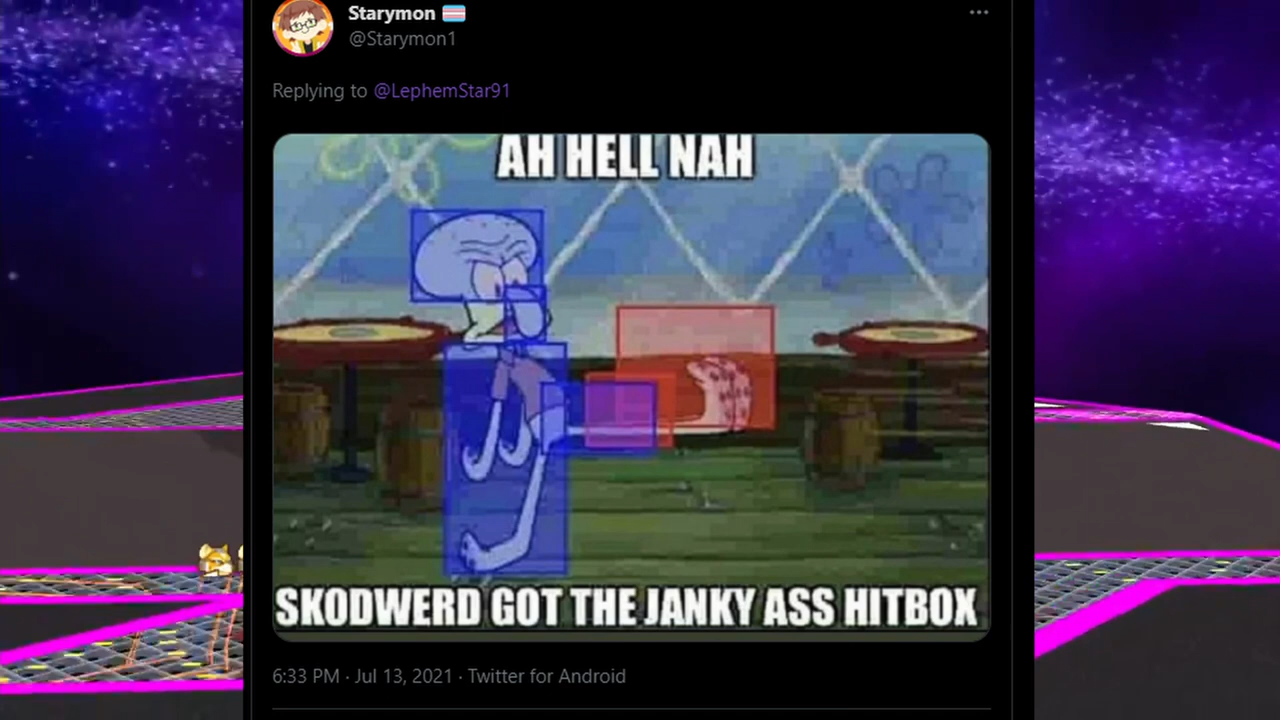 Starymon
@Starymon1
Replying to @LephemStar91
AH HELL NAH
SKODWERD GOT THE JANKY ASS HITBOX
6:33 PM · Jul 13, 2021 · Twitter for Android